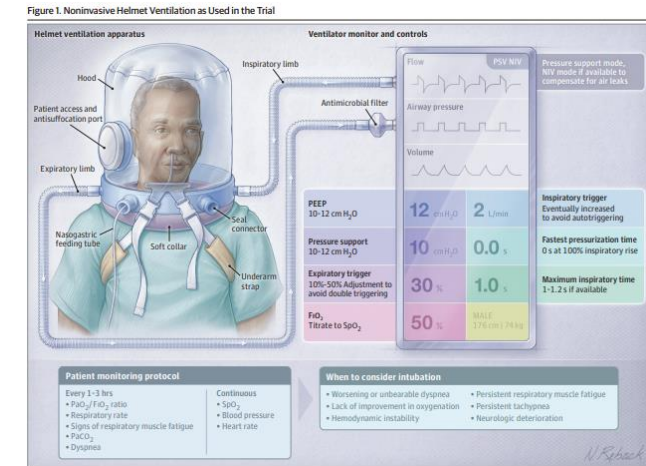 Figure 1. Noninvasive Helmet Ventilation as Used in the Trial
Helmet ventilation apparatus
Hood
Patient access and
antisuffocation port
Expiratory limb
Nasogastric
feeding tube
Soft collar
Seal
connector
Underarm
strap
Inspiratory limb
Antimicrobial filter
Ventilator monitor and controls
Flow
PSV NIV
Airway pressure
Volume
Pressure support mode,
NIV mode if available to
compensate for air leaks
PEEP
10-12 cm H₂O
12 cmH₂O
2 L/min
Inspiratory trigger
Eventually increased
to avoid autotriggering
Pressure support
10-12 cm H₂O
10 cmH₂O
0.0 s
Fastest pressurization time
0 s at 100% inspiratory rise
Expiratory trigger
10%-50% Adjustment to
avoid double triggering
30 %
1.0 s
Maximum inspiratory time
1-1.2 s if available
FIO₂
Titrate to SpO₂
50 %
MALE
176 cm | 74 kg
Patient monitoring protocol
Every 1-3 hrs
• PaO₂/FIO₂ ratio
• Respiratory rate
• Signs of respiratory muscle fatigue
• PaCO₂
• Dyspnea
Continuous
• SpO₂
• Blood pressure
• Heart rate
When to consider intubation
• Worsening or unbearable dyspnea
• Lack of improvement in oxygenation
• Hemodynamic instability
• Persistent respiratory muscle fatigue
• Persistent tachypnea
• Neurologic deterioration
N. Reback